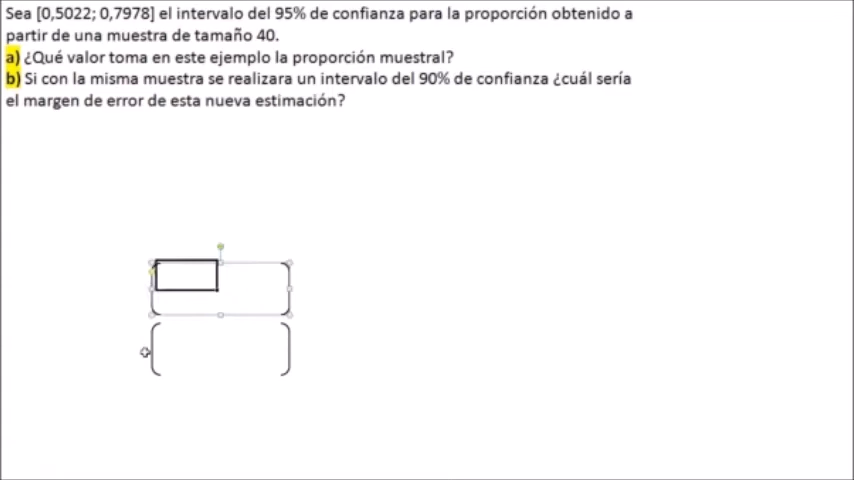 Sea [0,5022; 0,7978] el intervalo del 95% de confianza para la proporción obtenido a
partir de una muestra de tamaño 40.
a) ¿Qué valor toma en este ejemplo la proporción muestral?
b) Si con la misma muestra se realizara un intervalo del 90% de confianza ¿cuál sería
el margen de error de esta nueva estimación?